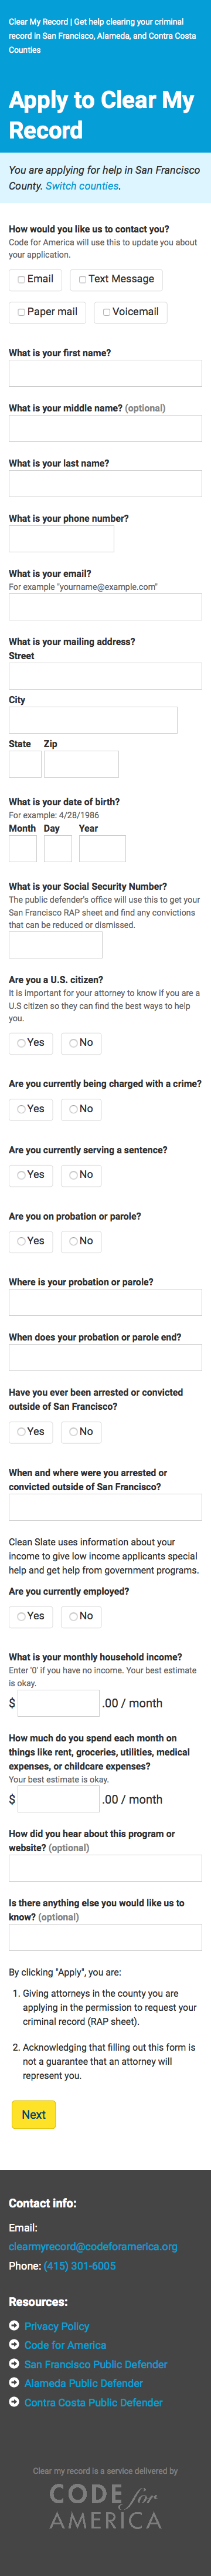 Clear My Record | Get help clearing your criminal
record in San Francisco, Alameda, and Contra Costa
Counties
Apply to Clear My
Record
You are applying for help in San Francisco
County. Switch counties.
How would you like us to contact you?
Code for America will use this to update you about
your application.
Email
Text Message
Paper mail
Voicemail
What is your first name?
What is your middle name? (optional)
What is your last name?
What is your phone number?
What is your email?
For example "yourname@example.com"
What is your mailing address?
Street
City
State Zip
What is your date of birth?
For example: 4/28/1986
Month Day Year
What is your Social Security Number?
The public defender's office will use this to get your
San Francisco RAP sheet and find any convictions
that can be reduced or dismissed.
Are you a U.S. citizen?
It is important for your attorney to know if you are a
U.S citizen so they can find the best ways to help
you.
Yes No
Are you currently being charged with a crime?
Yes No
Are you currently serving a sentence?
Yes No
Are you on probation or parole?
Yes No
Where is your probation or parole?
When does your probation or parole end?
Have you ever been arrested or convicted
outside of San Francisco?
Yes No
When and where were you arrested or
convicted outside of San Francisco?
Clean Slate uses information about your
income to give low income applicants special
help and get help from government programs.
Are you currently employed?
Yes No
What is your monthly household income?
Enter '0' if you have no income. Your best estimate
is okay.
$ .00 / month
How much do you spend each month on
things like rent, groceries, utilities, medical
expenses, or childcare expenses?
Your best estimate is okay.
$ .00 / month
How did you hear about this program or
website? (optional)
Is there anything else you would like us to
know? (optional)
By clicking "Apply", you are:
1. Giving attorneys in the county you are
applying in the permission to request your
criminal record (RAP sheet).
2. Acknowledging that filling out this form is
not a guarantee that an attorney will
represent you.
Next
Contact info:
Email:
clearmyrecord@codeforamerica.org
Phone: (415) 301-6005
Resources:
Privacy Policy
Code for America
San Francisco Public Defender
Alameda Public Defender
Contra Costa Public Defender
Clear my record is a service delivered by
CODE for
AMERICA